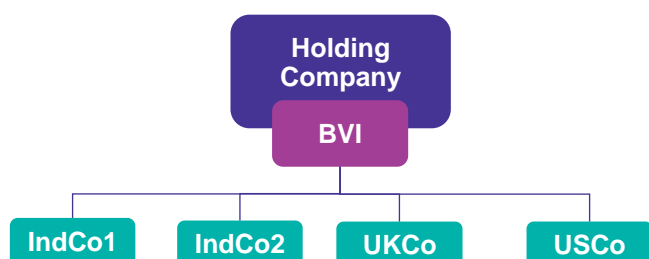 Holding
Company
BVI
IndCo1
IndCo2
UKCo
USCo